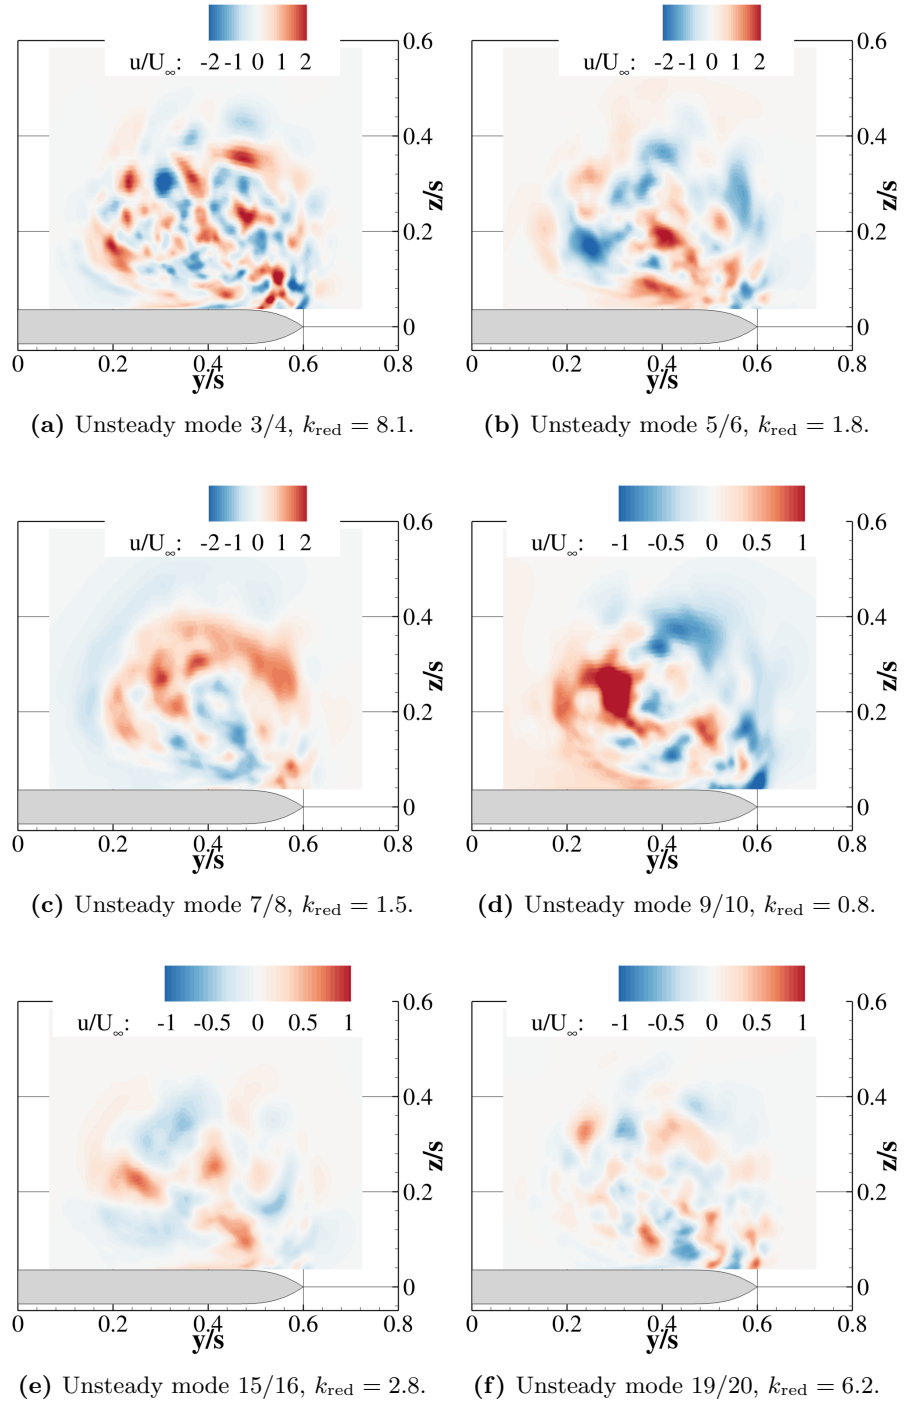 u/U∞: -2 -1 0 1 2
0.6
0.4
z/s
0.2
0
0 0.2 0.4 0.6 0.8
y/s
(a) Unsteady mode 3/4, kred = 8.1.
u/U∞: -2 -1 0 1 2
0.6
0.4
z/s
0.2
0
0 0.2 0.4 0.6 0.8
y/s
(b) Unsteady mode 5/6, kred = 1.8.
u/U∞: -2 -1 0 1 2
0.6
0.4
z/s
0.2
0
0 0.2 0.4 0.6 0.8
y/s
(c) Unsteady mode 7/8, kred = 1.5.
u/U∞: -1 -0.5 0 0.5 1
0.6
0.4
z/s
0.2
0
0 0.2 0.4 0.6 0.8
y/s
(d) Unsteady mode 9/10, kred = 0.8.
u/U∞: -1 -0.5 0 0.5 1
0.6
0.4
z/s
0.2
0
0 0.2 0.4 0.6 0.8
y/s
(e) Unsteady mode 15/16, kred = 2.8.
u/U∞: -1 -0.5 0 0.5 1
0.6
0.4
z/s
0.2
0
0 0.2 0.4 0.6 0.8
y/s
(f) Unsteady mode 19/20, kred = 6.2.